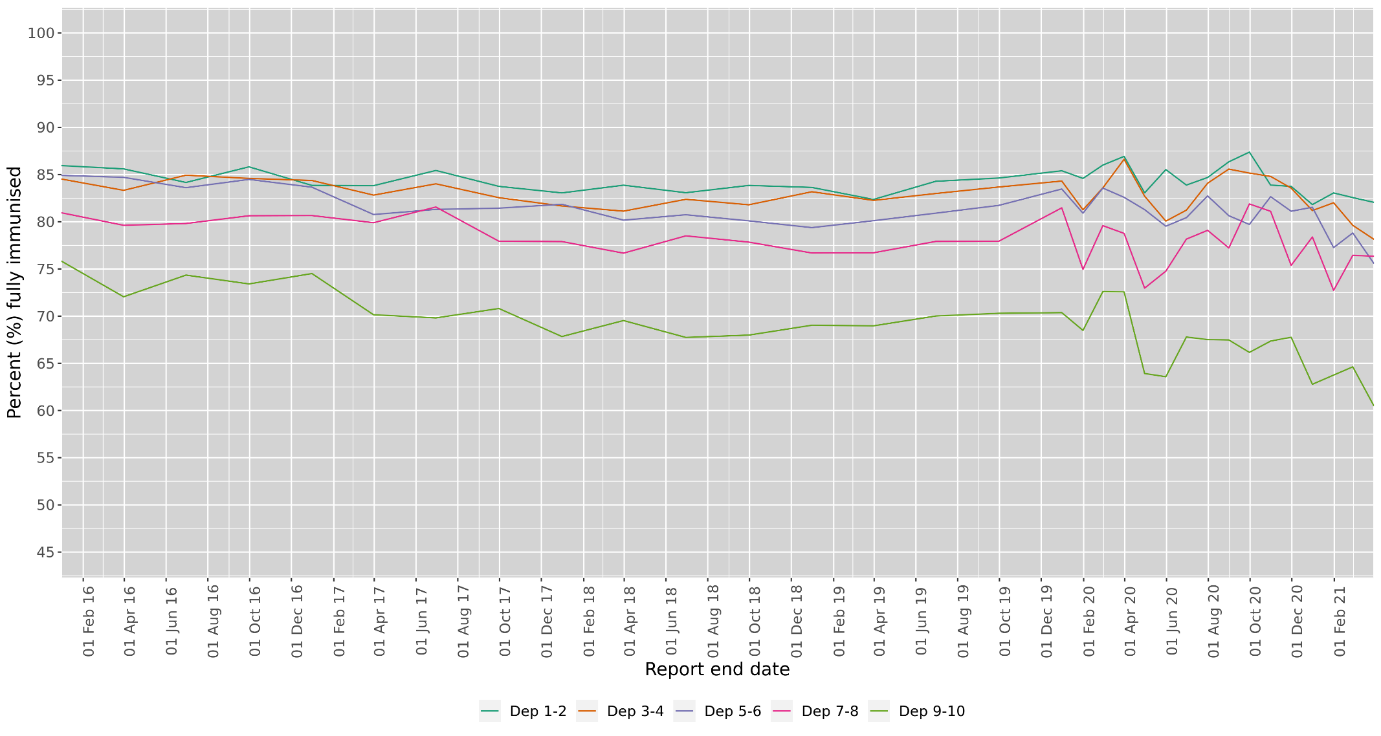 100
95
90
85
80
75
70
65
60
55
50
45
Percent (%) fully immunised
01 Feb 16
01 Apr 16
01 Jun 16
01 Aug 16
01 Oct 16
01 Dec 16
01 Feb 17
01 Apr 17
01 Jun 17
01 Aug 17
01 Oct 17
01 Dec 17
01 Feb 18
01 Apr 18
01 Jun 18
01 Aug 18
01 Oct 18
01 Dec 18
01 Feb 19
01 Apr 19
01 Jun 19
01 Aug 19
01 Oct 19
01 Dec 19
01 Feb 20
01 Apr 20
01 Jun 20
01 Aug 20
01 Oct 20
01 Dec 20
01 Feb 21
Report end date
Dep 1-2 Dep 3-4 Dep 5-6 Dep 7-8 Dep 9-10